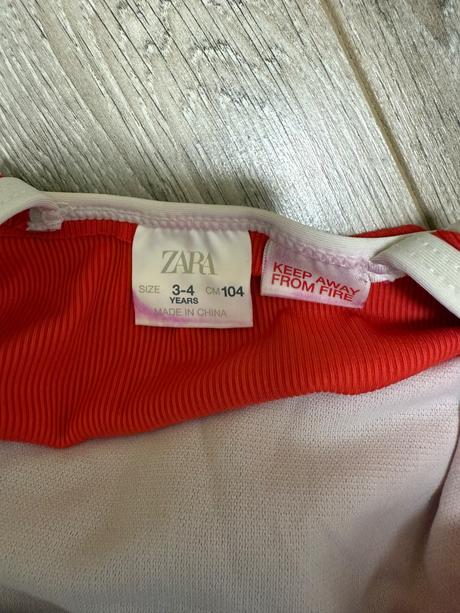 ZARA
SIZE 3-4 CM 104
YEARS
MADE IN CHINA
KEEP AWAY
FROM FIRE